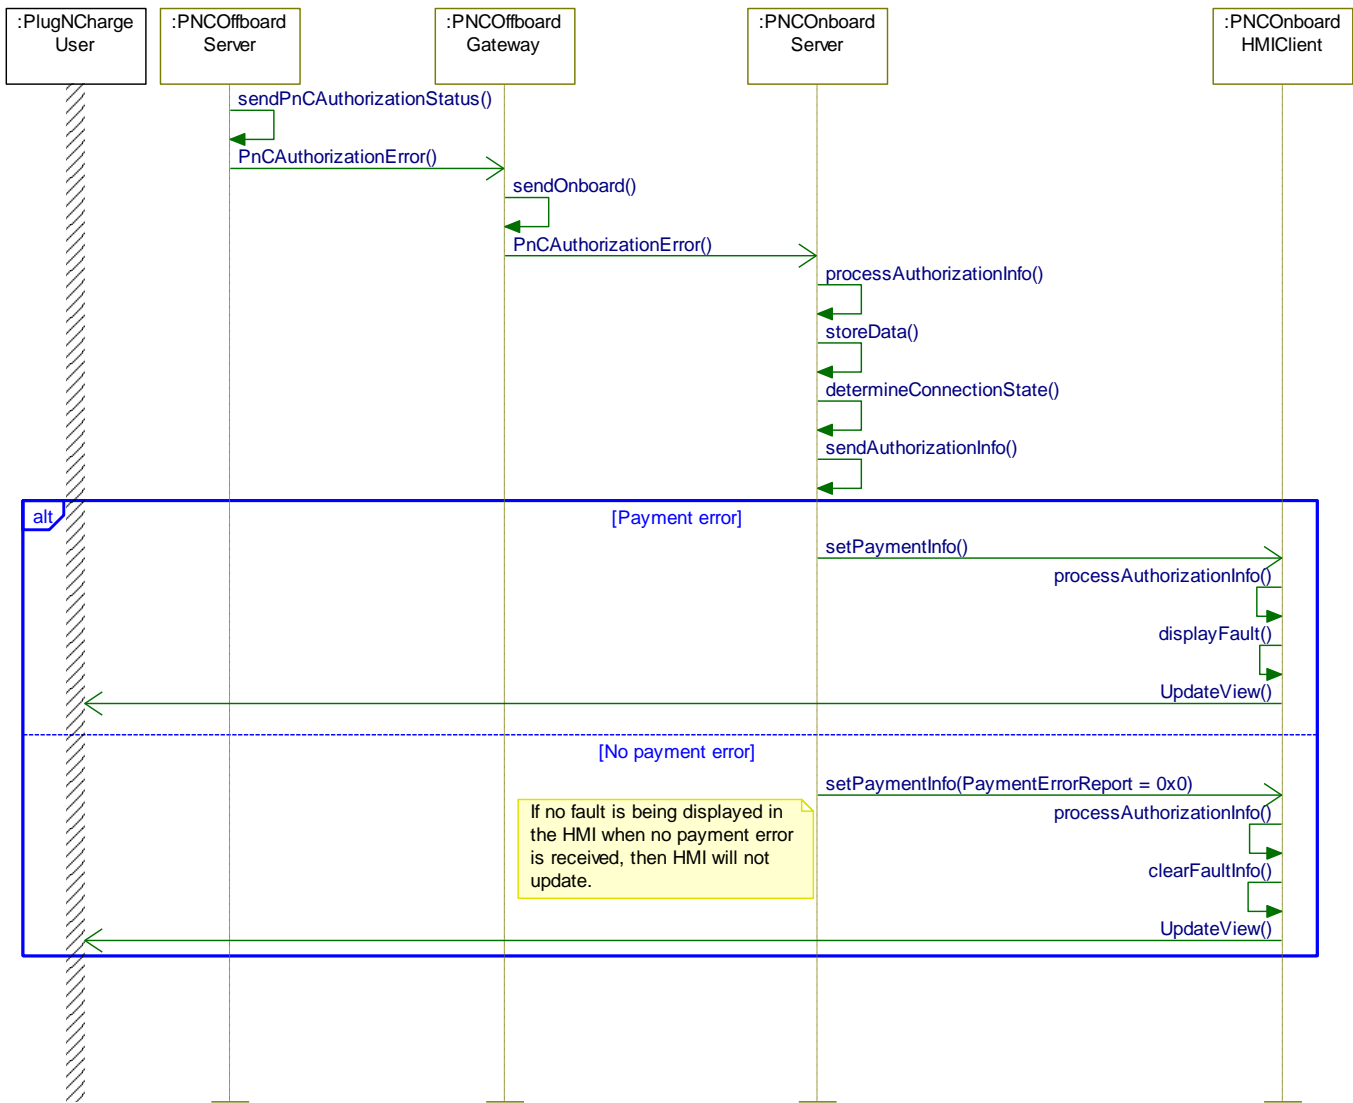 :PlugNCharge
User
:PNCOffboard
Server
:PNCOffboard
Gateway
:PNCOnboard
Server
:PNCOnboard
HMIClient
sendPnCAuthorizationStatus()
PnCAuthorizationError()
sendOnboard()
PnCAuthorizationError()
processAuthorizationInfo()
storeData()
determineConnectionState()
sendAuthorizationInfo()
alt
[Payment error]
setPaymentInfo()
processAuthorizationInfo()
displayFault()
UpdateView()
[No payment error]
setPaymentInfo(PaymentErrorReport = 0x0)
If no fault is being displayed in
the HMI when no payment error
is received, then HMI will not
update.
processAuthorizationInfo()
clearFaultInfo()
UpdateView()